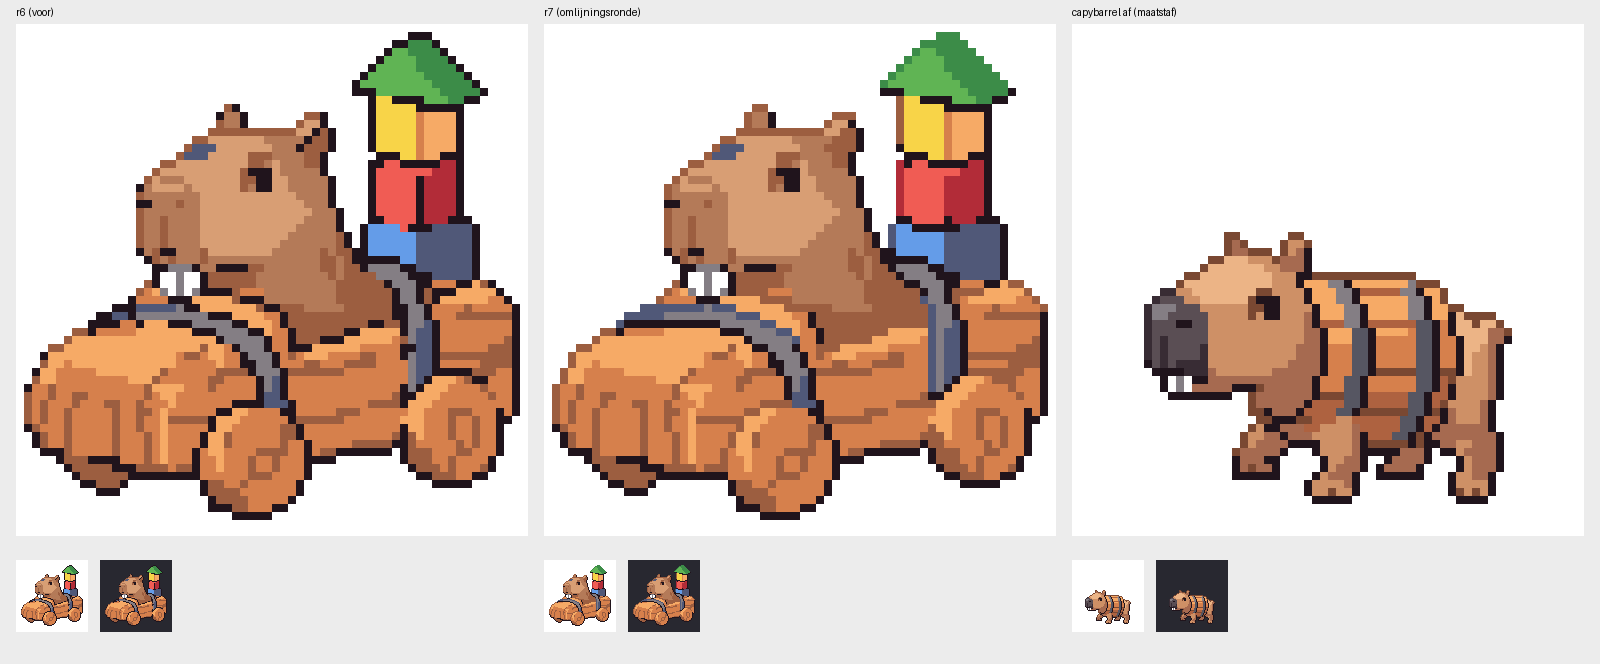 r6 (voor)
r7 (omlijningsronde)
capybarrel af (maatstaf)